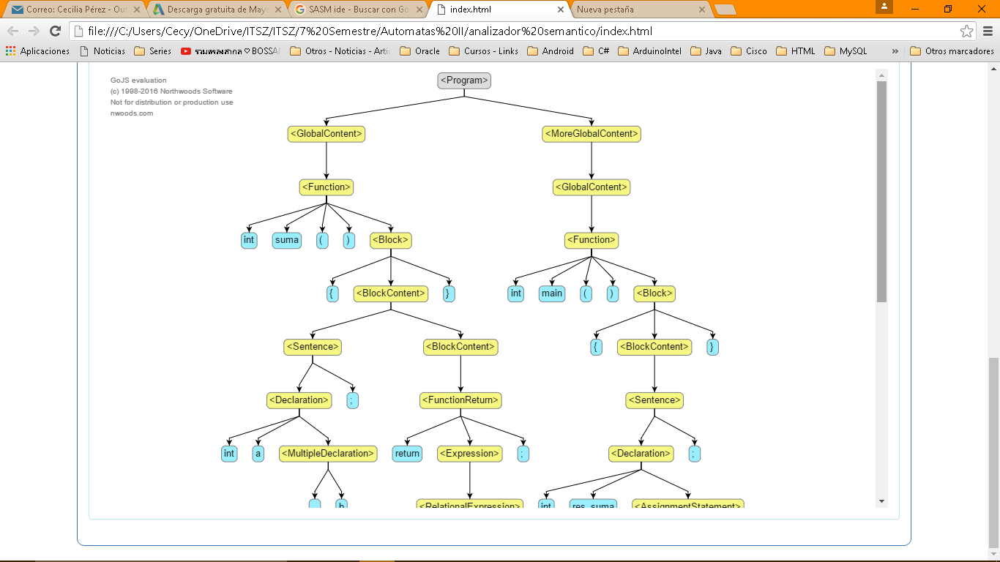 Correo: Cecilia Pérez - Out
Descarga gratuita de May
SASM ide - Buscar con Go
index.html
Nueva pestaña
file:///C:/Users/Cecy/OneDrive/ITSZ/ITSZ/7%20Semestre/Automatas%20II/analizador%20semantico/index.html
Aplicaciones Noticias Series รวมเพลงสากล ♡ BOSSA Otros - Noticias - Arti Oracle Cursos - Links Android C# ArduinoIntel Java Cisco HTML MySQL » Otros marcadores
GoJS evaluation
(c) 1998-2016 Northwoods Software
Not for distribution or production use
nwoods.com
<Program>
<GlobalContent> <MoreGlobalContent>
<Function> <GlobalContent>
int suma ( ) <Block> <Function>
{ <BlockContent> } int main ( ) <Block>
<Sentence> <BlockContent> { <BlockContent> }
<Declaration> ; <FunctionReturn> <Sentence>
int a <MultipleDeclaration> return <Expression> ; <Declaration> ;
b <RelationalExpression> int res_suma <AssignmentStatement>